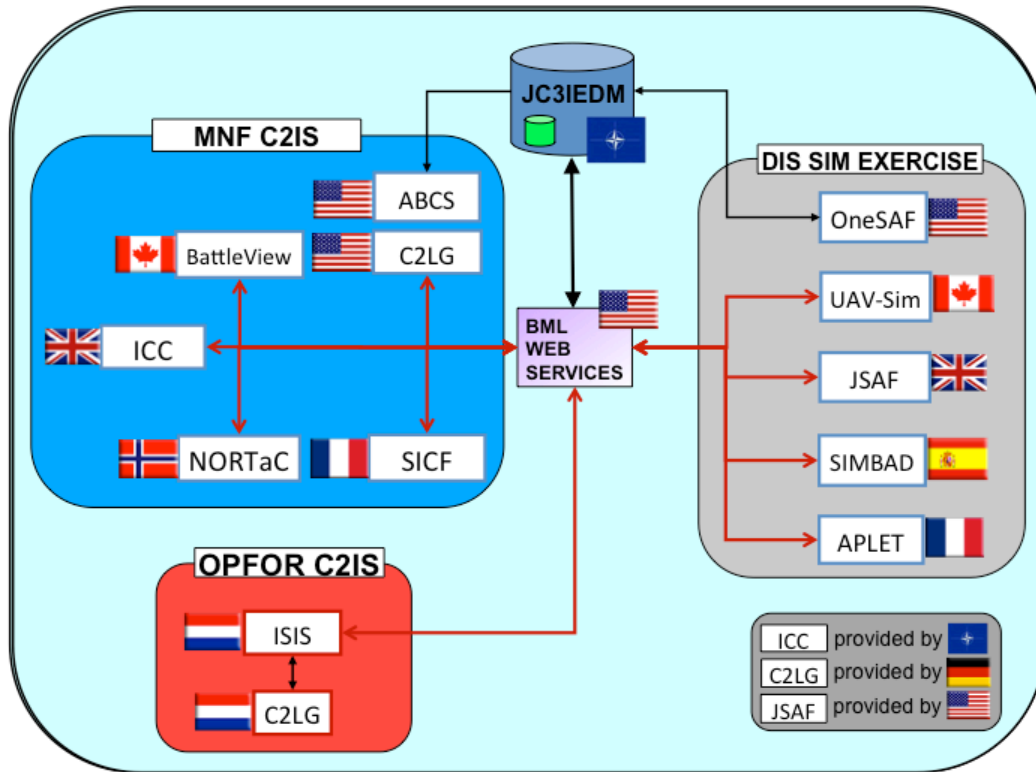 JC3IEDM
MNF C2IS
ABCS
BattleView
C2LG
ICC
NORTaC
SICF
BML
WEB
SERVICES
DIS SIM EXERCISE
OneSAF
UAV-Sim
JSAF
SIMBAD
APLET
OPFOR C2IS
ISIS
C2LG
ICC provided by
C2LG provided by
JSAF provided by